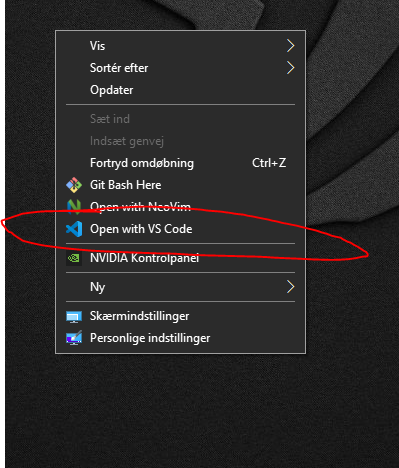 Vis
Sortér efter
Opdater
Sæt ind
Indsæt genvej
Fortryd omdøbning Ctrl+Z
Git Bash Here
Open with NeoVim
Open with VS Code
NVIDIA Kontrolpanel
Ny
Skærmindstillinger
Personlige indstillinger